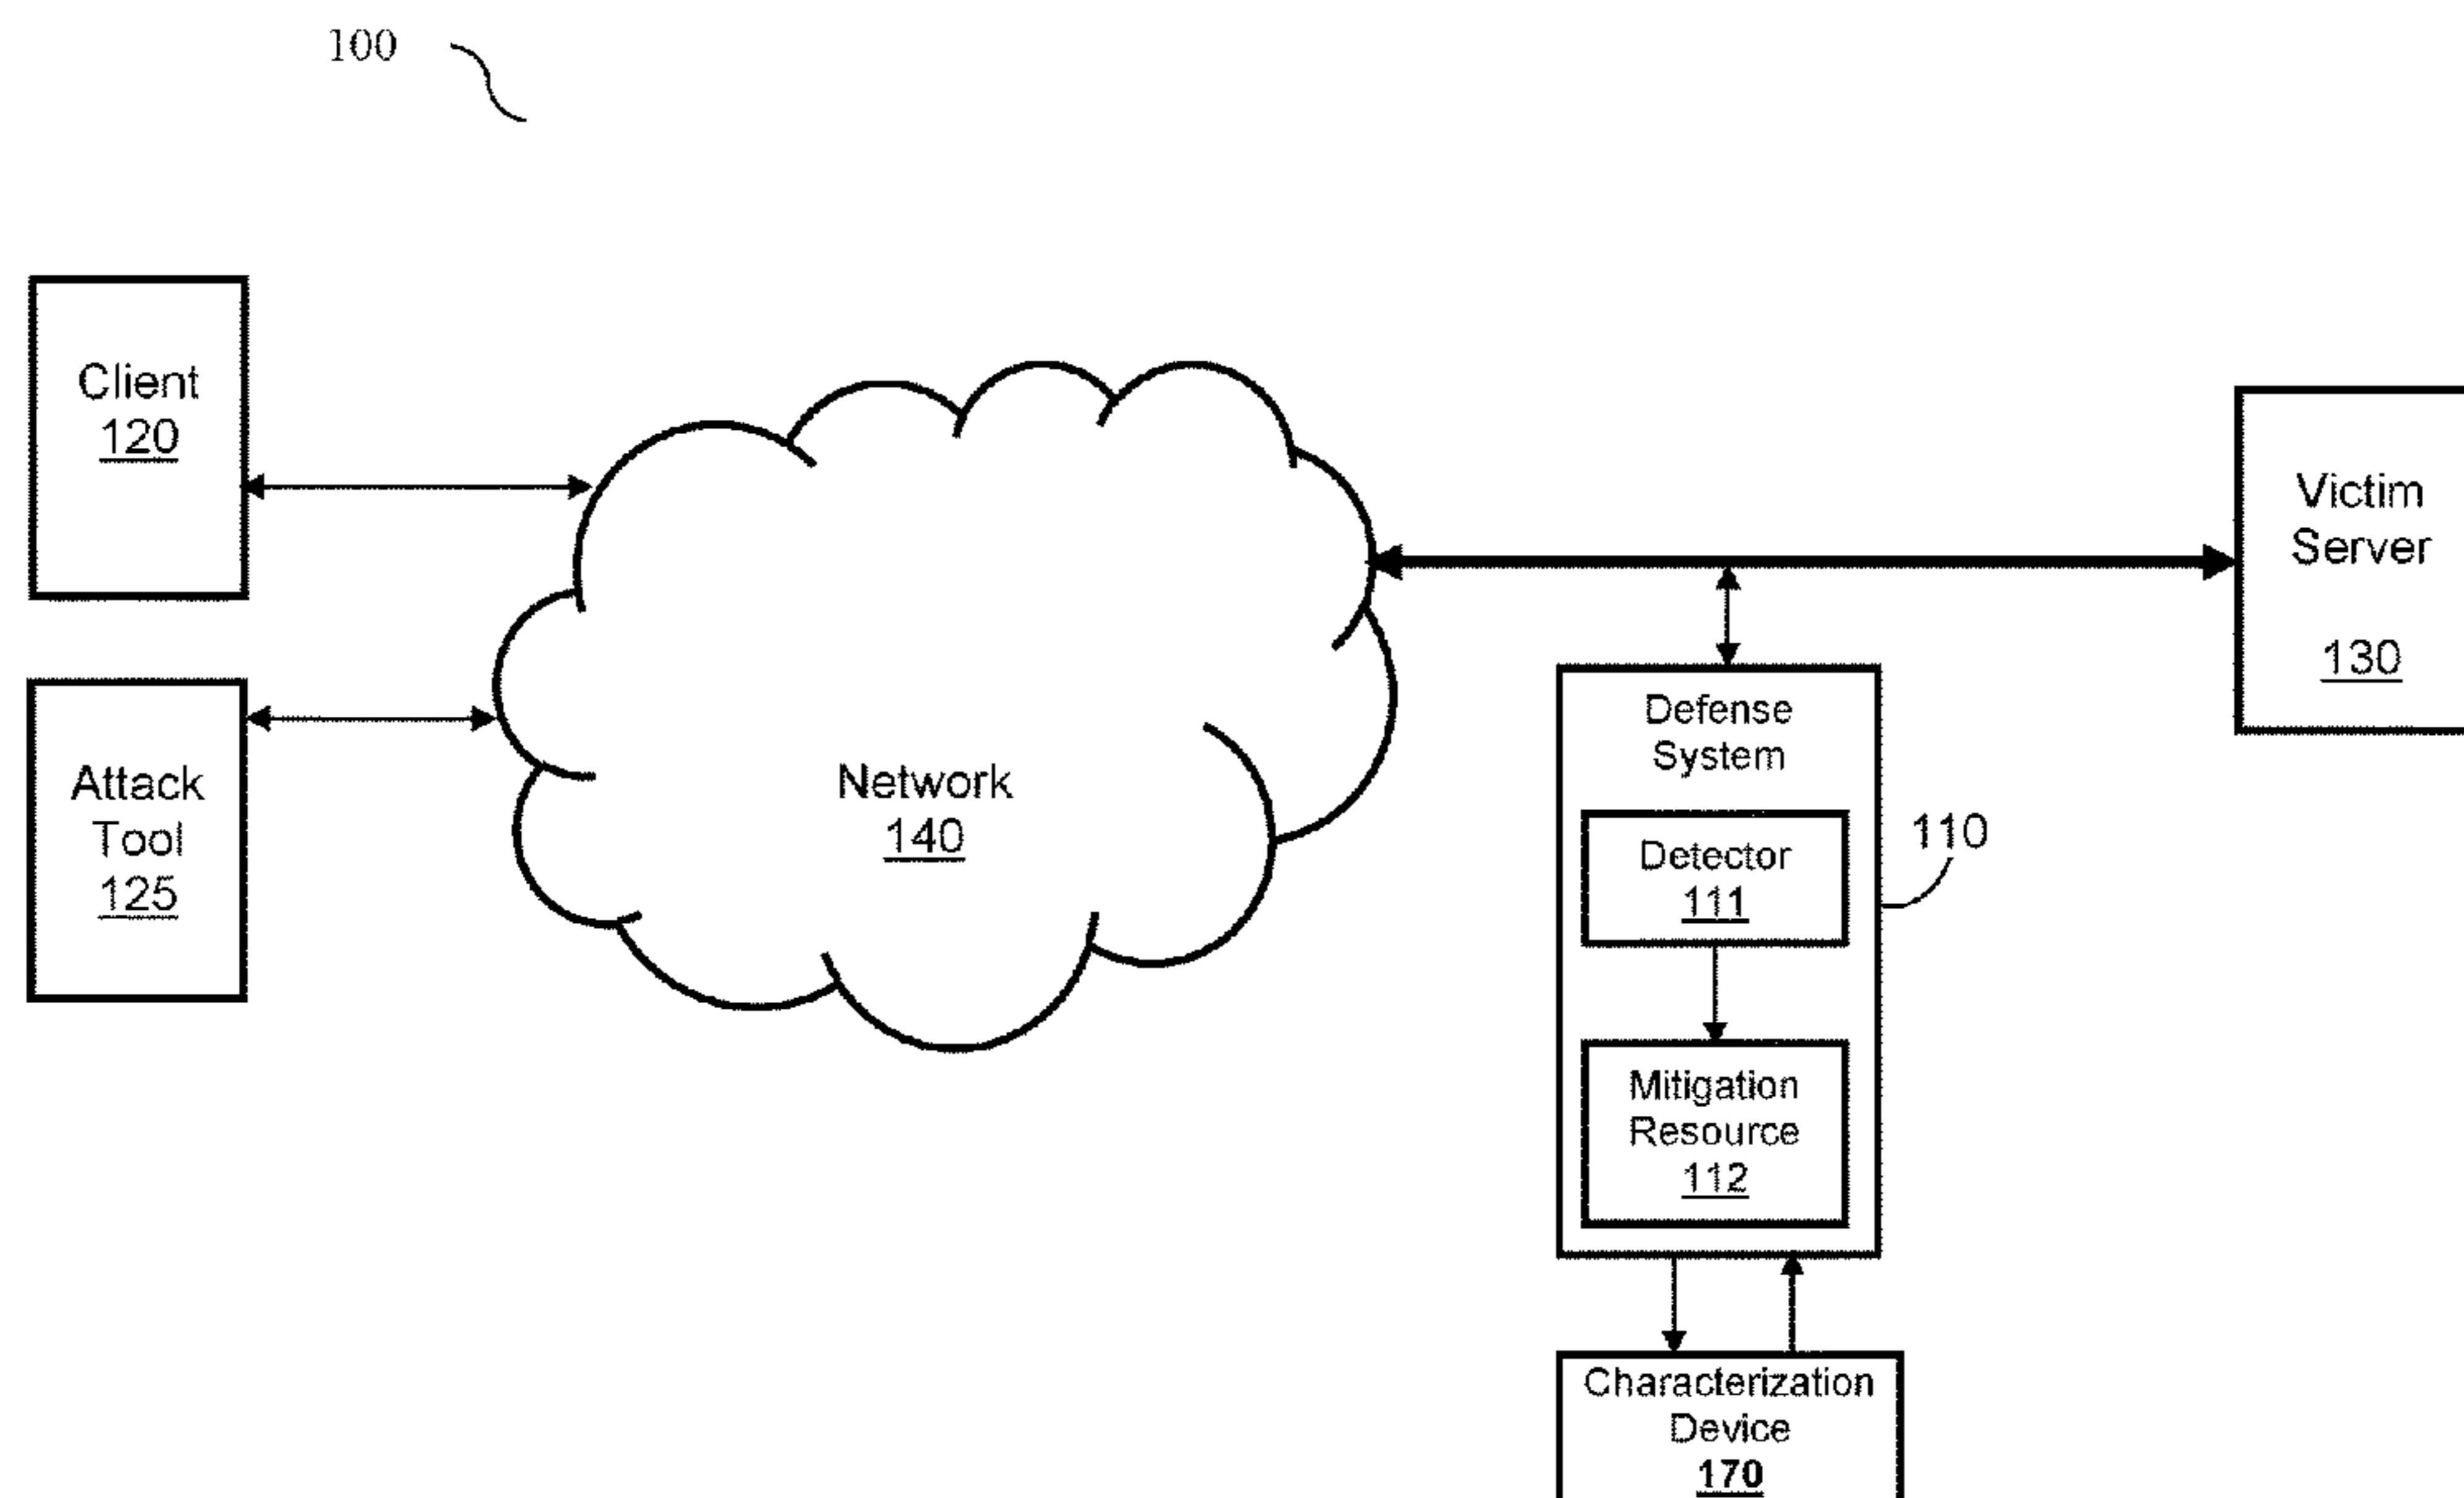 100
Client
120
Attack
Tool
125
Network
140
Victim
Server
130
Defense
System
110
Detector
111
Mitigation
Resource
112
Characterization
Device
170